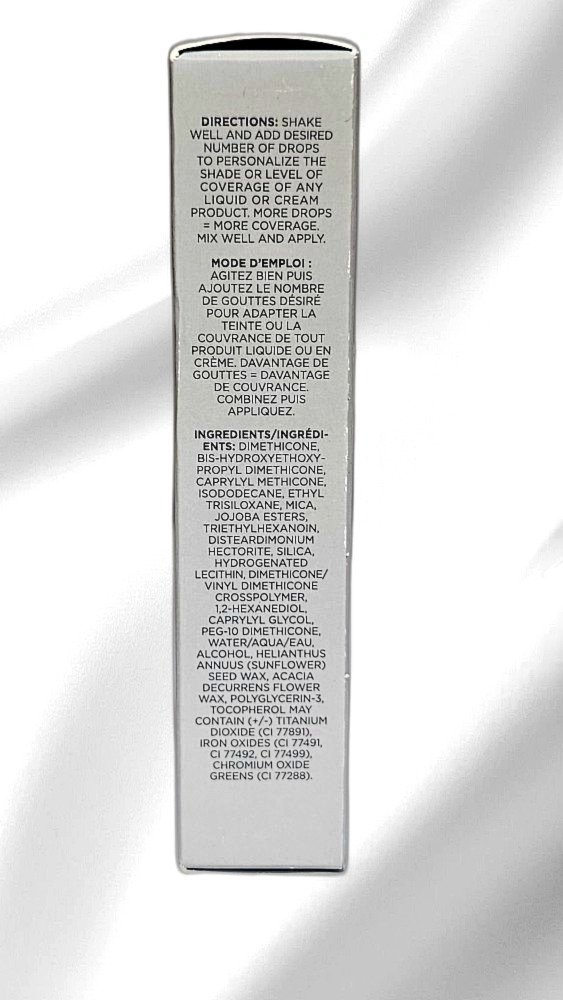 DIRECTIONS: SHAKE
WELL AND ADD DESIRED
NUMBER OF DROPS
TO PERSONALIZE THE
SHADE OR LEVEL OF
COVERAGE OF ANY
LIQUID OR CREAM
PRODUCT. MORE DROPS
= MORE COVERAGE.
MIX WELL AND APPLY.
MODE D'EMPLOI :
AGITEZ BIEN PUIS
AJOUTEZ LE NOMBRE
DE GOUTTES DÉSIRÉ
POUR ADAPTER LA
TEINTE OU LA
COUVRANCE DE TOUT
PRODUIT LIQUIDE OU EN
CRÈME. DAVANTAGE DE
GOUTTES = DAVANTAGE
DE COUVRANCE.
COMBINEZ PUIS
APPLIQUEZ.
INGREDIENTS/INGRÉDI-
ENTS: DIMETHICONE,
BIS-HYDROXYETHOXY-
PROPYL DIMETHICONE,
CAPRYLYL METHICONE,
ISODODECANE, ETHYL
TRISILOXANE, MICA,
JOJOBA ESTERS,
TRIETHYLHEXANOIN,
DISTEARDIMONIUM
HECTORITE, SILICA,
HYDROGENATED
LECITHIN, DIMETHICONE/
VINYL DIMETHICONE
CROSSPOLYMER,
1,2-HEXANEDIOL,
CAPRYLYL GLYCOL,
PEG-10 DIMETHICONE,
WATER/AQUA/EAU,
ALCOHOL, HELIANTHUS
ANNUUS (SUNFLOWER)
SEED WAX, ACACIA
DECURRENS FLOWER
WAX, POLYGLYCERIN-3,
TOCOPHEROL MAY
CONTAIN (+/-) TITANIUM
DIOXIDE (CI 77891),
IRON OXIDES (CI 77491,
CI 77492, CI 77499),
CHROMIUM OXIDE
GREENS (CI 77288).